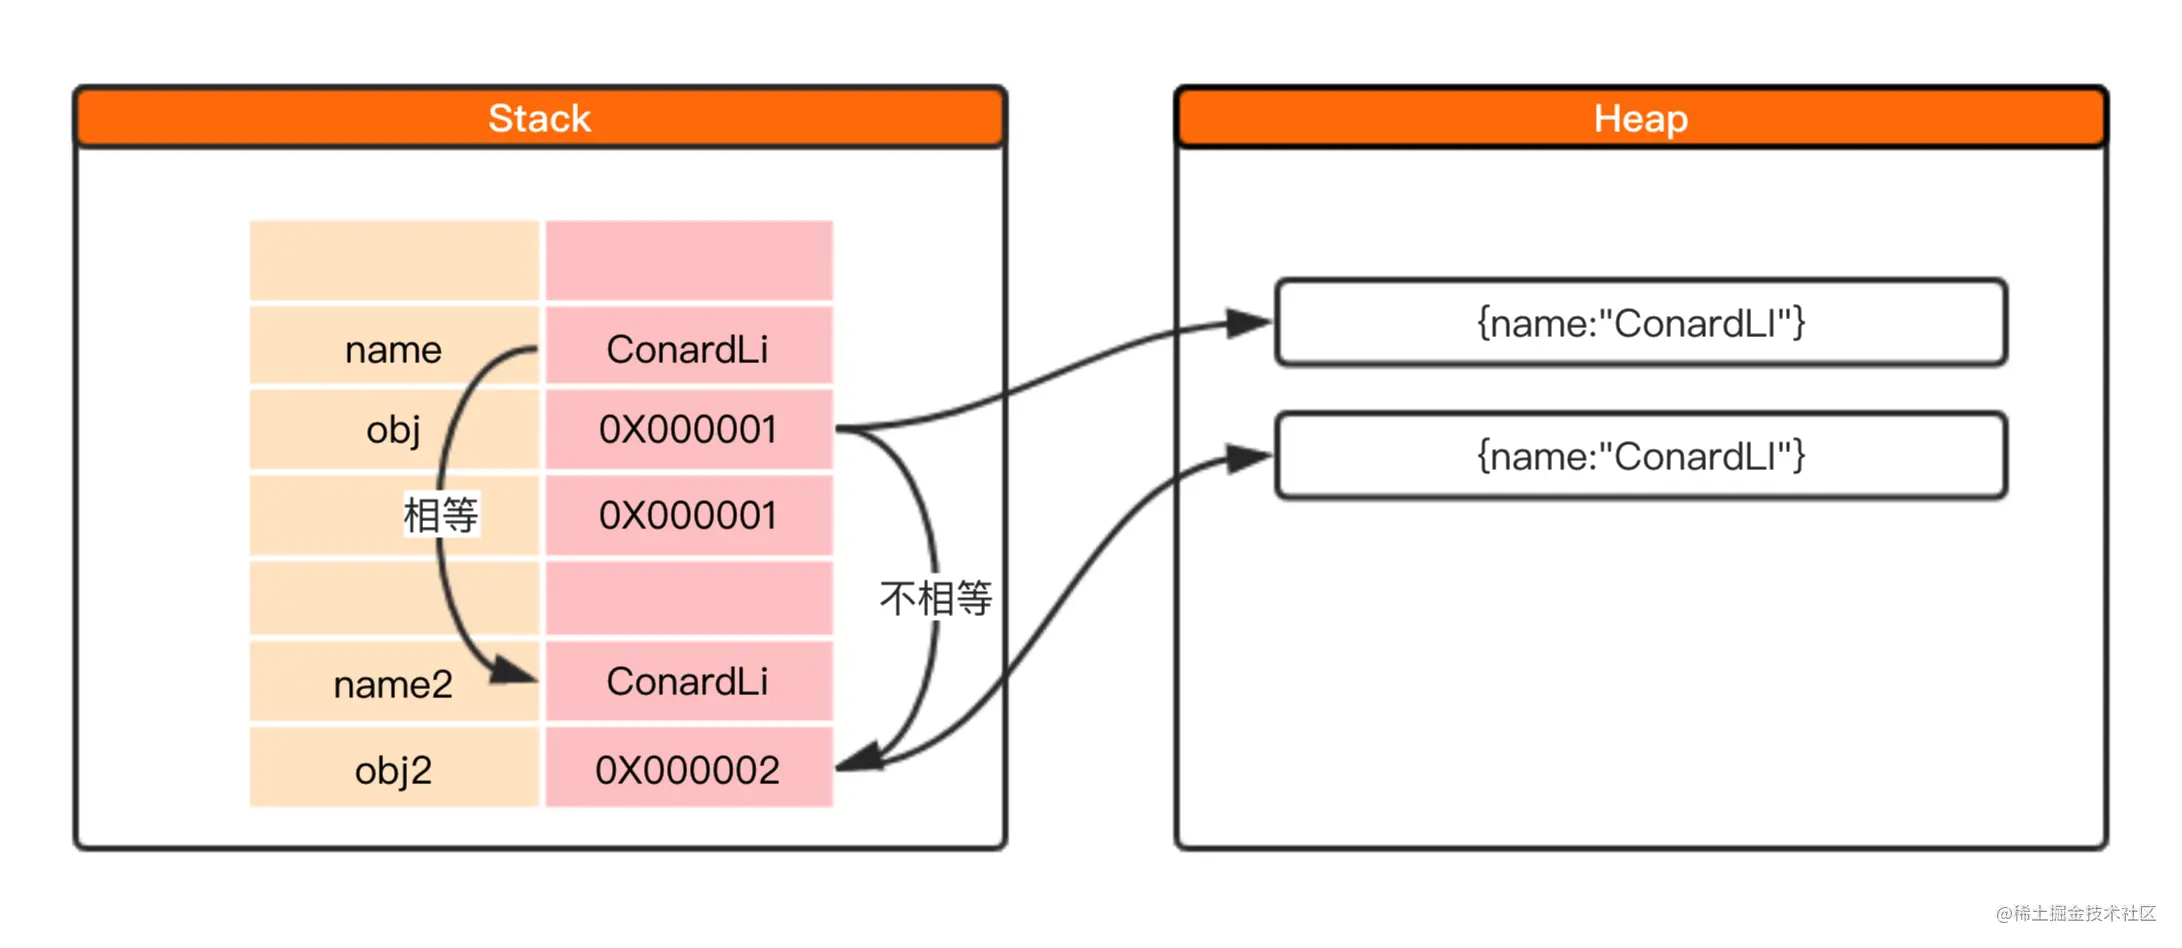 Stack
Heap
name
ConardLi
obj
0X000001
相等
0X000001
不相等
name2
ConardLi
obj2
0X000002
{name:"ConardLI"}
{name:"ConardLI"}
@稀土掘金技术社区